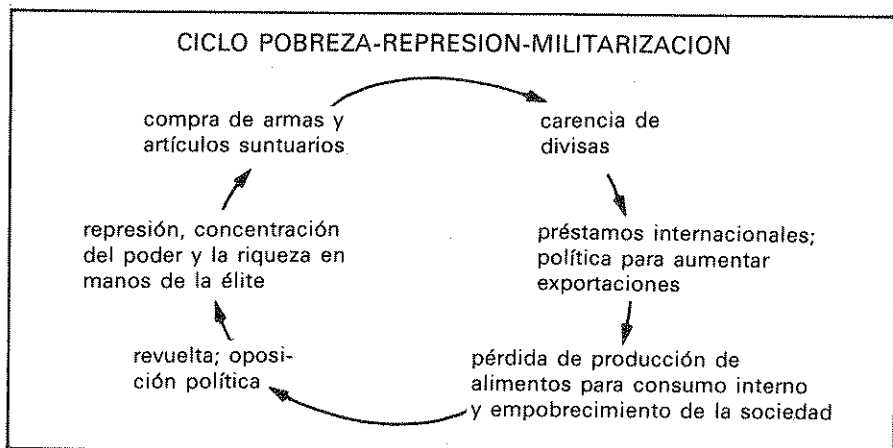 CICLO POBREZA-REPRESION-MILITARIZACION
compra de armas y
artículos suntuarios
carencia de
divisas
préstamos internacionales;
política para aumentar
exportaciones
pérdida de producción de
alimentos para consumo interno
y empobrecimiento de la sociedad
revuelta; oposi-
ción política
represión, concentración
del poder y la riqueza en
manos de la élite